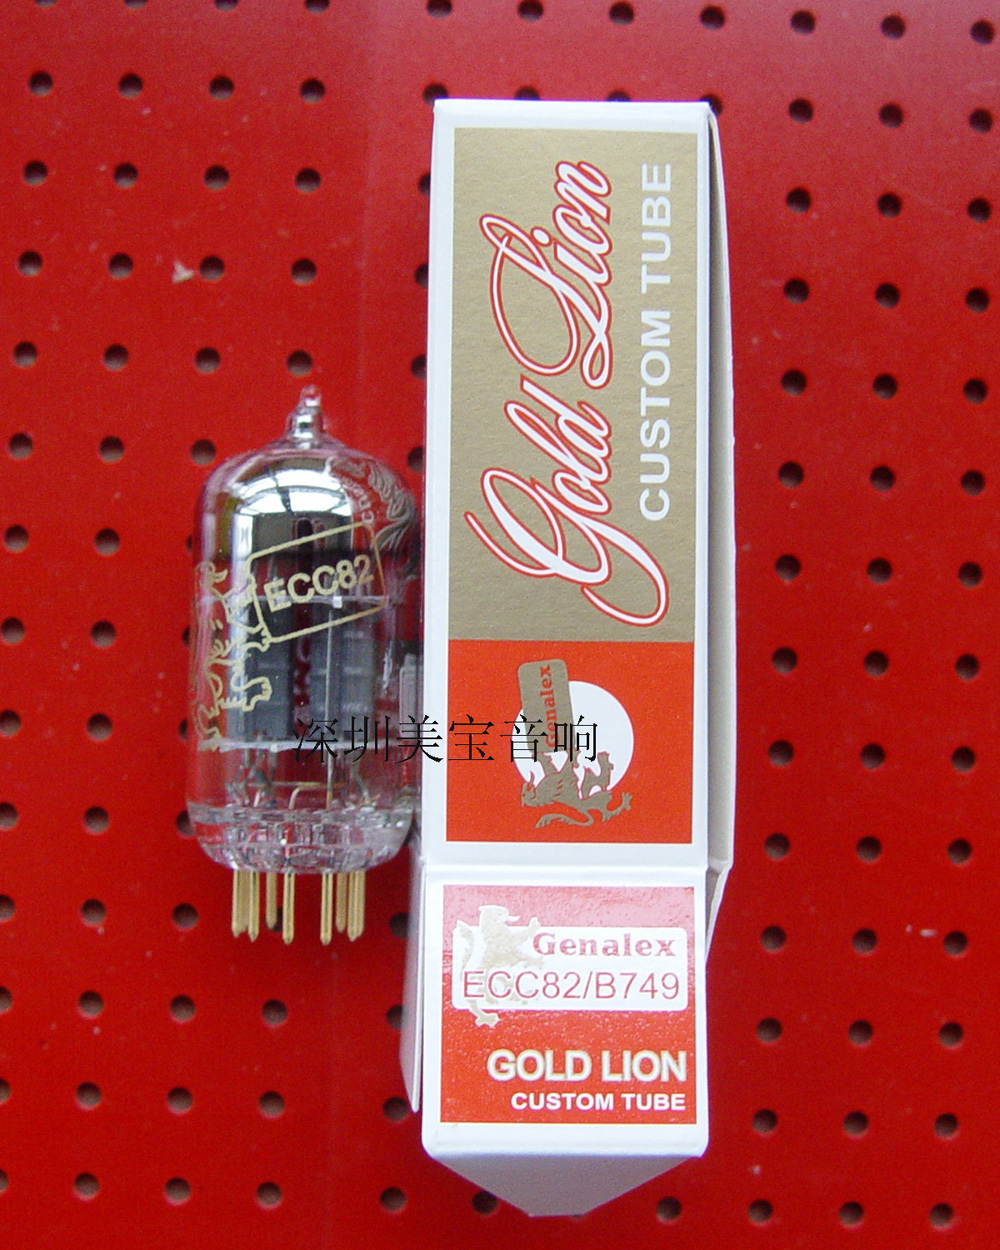 Gold Lion
CUSTOM TUBE
ECC82
Genalex
深圳美宝音响
Genalex
ECC82/B749
GOLD LION
CUSTOM TUBE